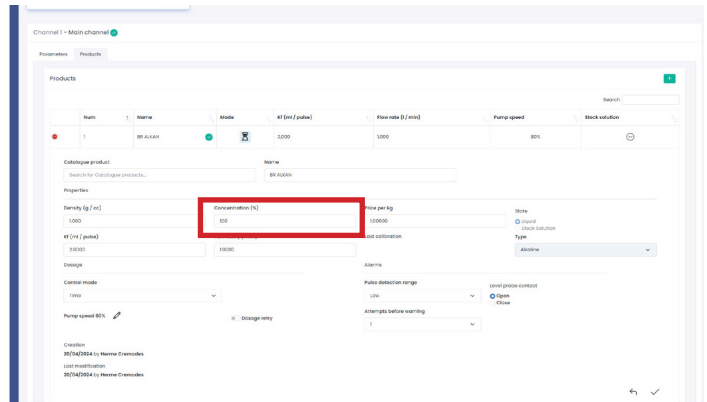 Channel 1 - Main channel
Parameters Products
Products
+
Search
Num Name Mode Kf (ml / pulse) Flow rate (l / min) Pump speed Stock solution
1 BR ALKAN 2,000 1,000 80%
Catalogue product Name
Search for Catalogue products... BR ALKAN
Properties
Density (g / cc) Concentration (%) Price per kg State
1.000 100 1.00000 Liquid
Stock Solution
Kf (ml / pulse) Last calibration Type
2.0000 1.0000 Alkaline
Dosage Alarms
Control mode Pulse detection range Level probe contact
Time Low Open
Close
Pump speed 80% Dosage retry Attempts before warning
1
Creation
30/04/2024 by Herme Cremades
Last modification
30/04/2024 by Herme Cremades